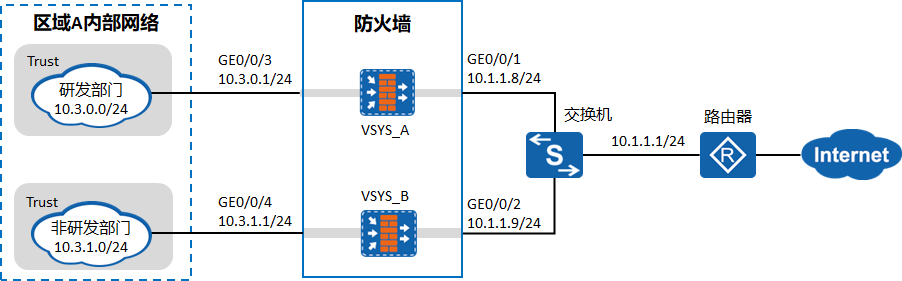 区域A内部网络
Trust
研发部门
10.3.0.0/24
GE0/0/3
10.3.0.1/24
防火墙
VSYS_A
GE0/0/1
10.1.1.8/24
交换机
S
10.1.1.1/24
路由器
R
Internet
Trust
非研发部门
10.3.1.0/24
GE0/0/4
10.3.1.1/24
VSYS_B
GE0/0/2
10.1.1.9/24